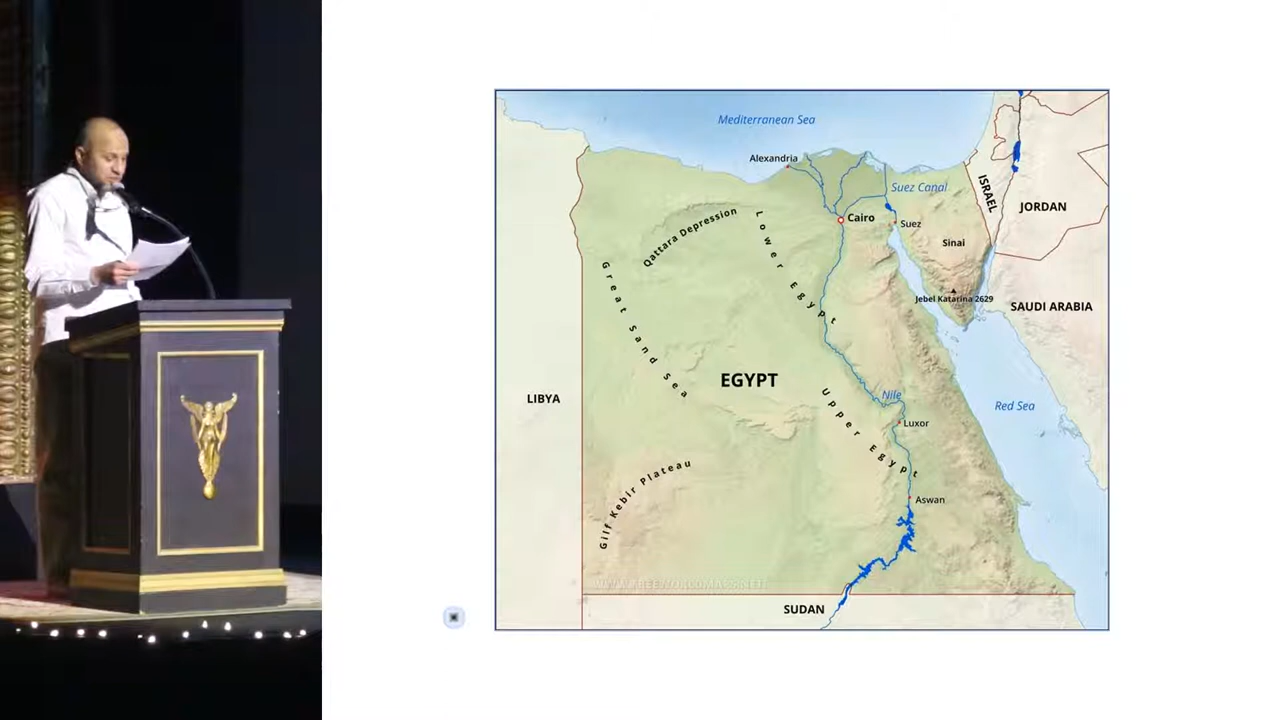 Mediterranean Sea
Alexandria
Suez Canal
ISRAEL
JORDAN
Cairo
Suez
Qattara Depression
Lower Egypt
Sinai
Great Sand Sea
Jebel Katarina 2629
SAUDI ARABIA
EGYPT
LIBYA
Nile
Red Sea
Upper Egypt
Luxor
Gilf Kebir Plateau
Aswan
SUDAN